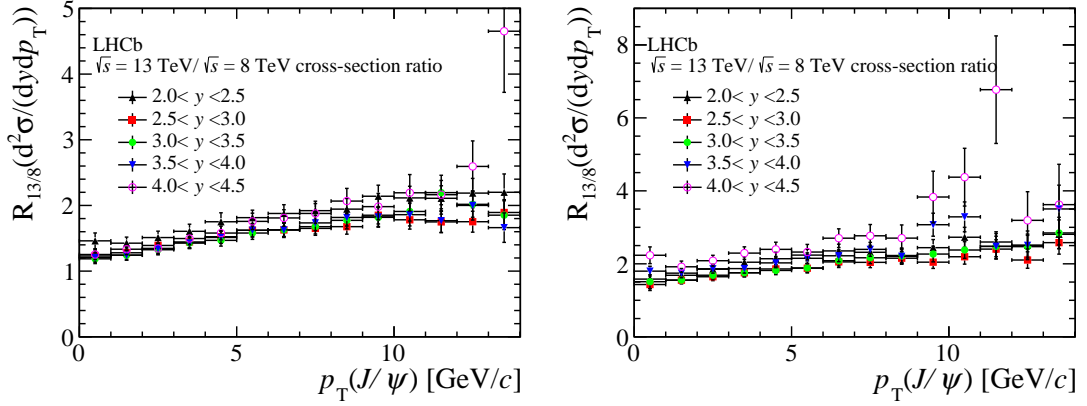 R13/8(d²σ/(dydpT))
5
4
3
2
1
0
LHCb
√s = 13 TeV/ √s = 8 TeV cross-section ratio
2.0< y <2.5
2.5< y <3.0
3.0< y <3.5
3.5< y <4.0
4.0< y <4.5
0 5 10
pT(J/ψ) [GeV/c]
R13/8(d²σ/(dydpT))
8
6
4
2
0
LHCb
√s = 13 TeV/ √s = 8 TeV cross-section ratio
2.0< y <2.5
2.5< y <3.0
3.0< y <3.5
3.5< y <4.0
4.0< y <4.5
0 5 10
pT(J/ψ) [GeV/c]